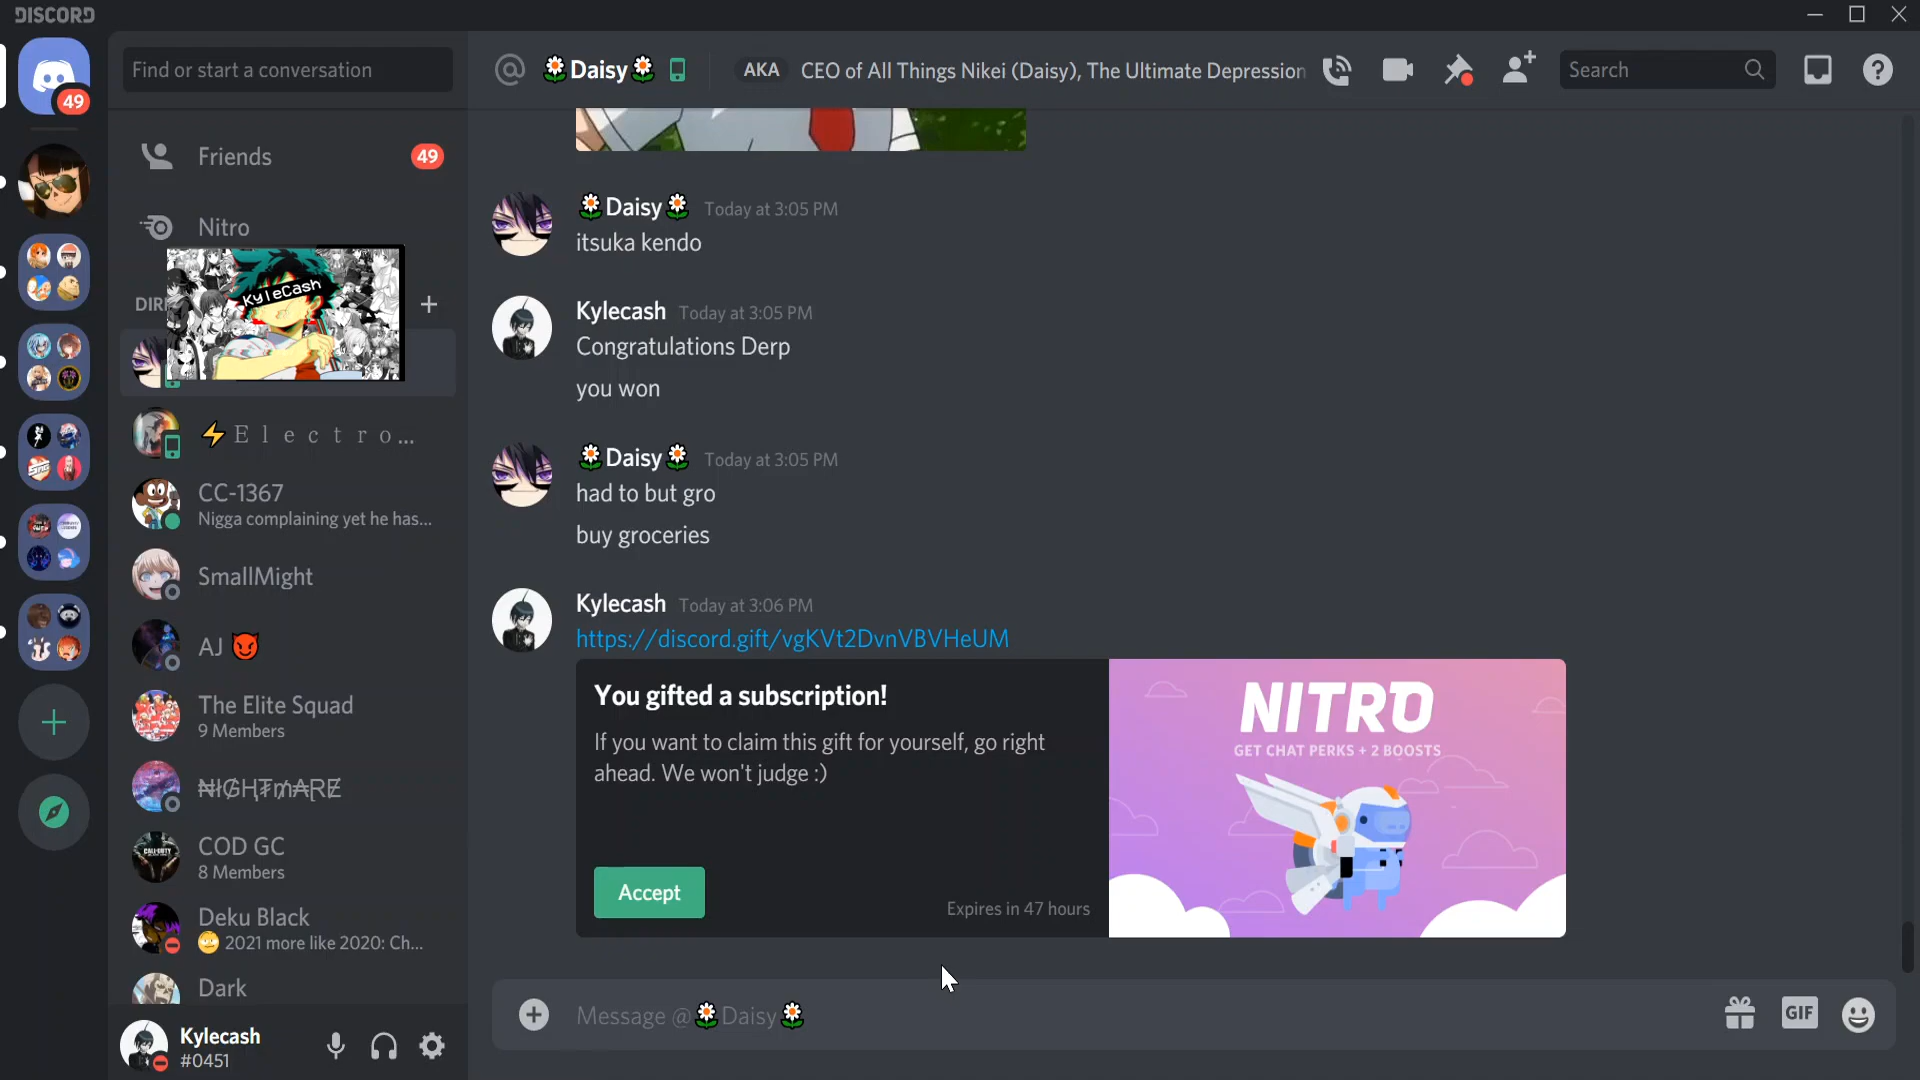 DISCORD
Find or start a conversation
🌼Daisy🌼
AKA
CEO of All Things Nikei (Daisy), The Ultimate Depression
Search
49
Friends
49
Nitro
KyleCash
⚡E l e c t r o...
CC-1367
Nigga complaining yet he has...
SmallMight
AJ 😈
The Elite Squad
9 Members
COD GC
8 Members
CALL OF DUTY
Deku Black
😳 2021 more like 2020: Ch...
Dark
Kylecash
#0451
🌼Daisy🌼 Today at 3:05 PM
itsuka kendo
Kylecash Today at 3:05 PM
Congratulations Derp
you won
🌼Daisy🌼 Today at 3:05 PM
had to but gro
buy groceries
Kylecash Today at 3:06 PM
https://discord.gift/vgKVt2DvnVBVHeUM
You gifted a subscription!
If you want to claim this gift for yourself, go right
ahead. We won't judge :)
Accept
Expires in 47 hours
NITRO
GET CHAT PERKS + 2 BOOSTS
Message @🌼Daisy🌼
GIF